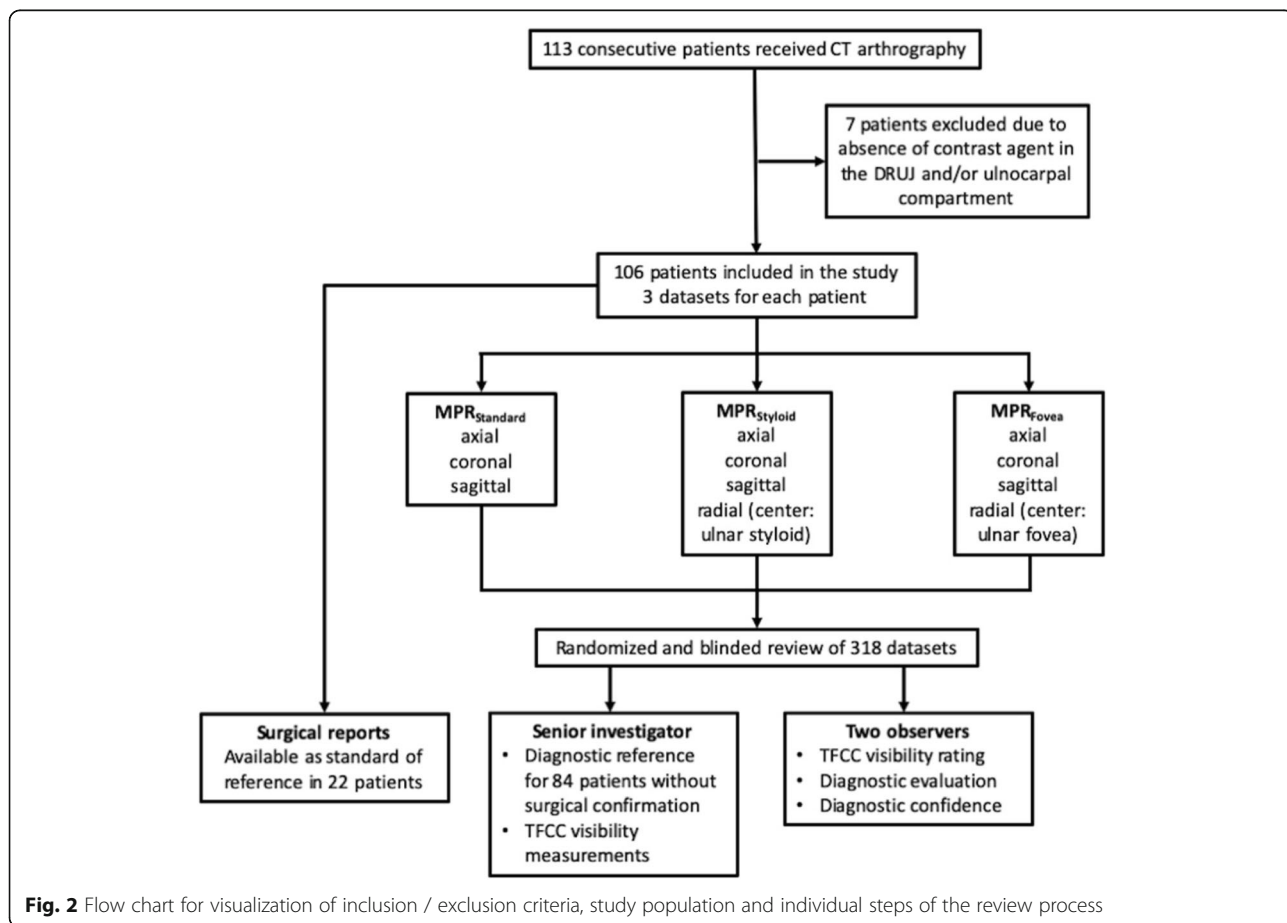 113 consecutive patients received CT arthrography
7 patients excluded due to
absence of contrast agent in
the DRUJ and/or ulnocarpal
compartment
106 patients included in the study
3 datasets for each patient
MPRStandard
axial
coronal
sagittal
MPRStyloid
axial
coronal
sagittal
radial (center:
ulnar styloid)
MPRFovea
axial
coronal
sagittal
radial (center:
ulnar fovea)
Randomized and blinded review of 318 datasets
Surgical reports
Available as standard of
reference in 22 patients
Senior investigator
• Diagnostic reference
for 84 patients without
surgical confirmation
• TFCC visibility
measurements
Two observers
• TFCC visibility rating
• Diagnostic evaluation
• Diagnostic confidence
Fig. 2 Flow chart for visualization of inclusion / exclusion criteria, study population and individual steps of the review process